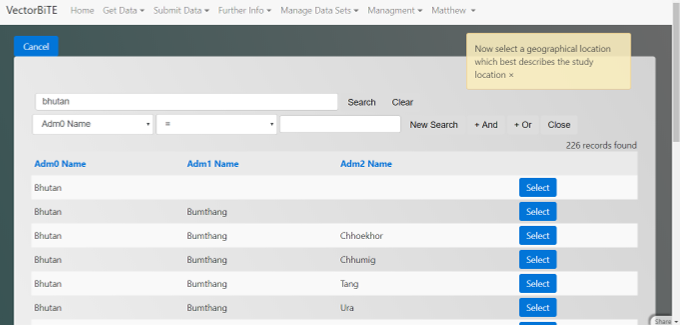 VectorBiTE Home Get Data Submit Data Further Info Manage Data Sets Managment Matthew
Cancel
Now select a geographical location
which best describes the study
location ×
bhutan Search Clear
Adm0 Name = New Search + And + Or Close
226 records found
Adm0 Name Adm1 Name Adm2 Name
Bhutan Select
Bhutan Bumthang Select
Bhutan Bumthang Chhoekhor Select
Bhutan Bumthang Chhumig Select
Bhutan Bumthang Tang Select
Bhutan Bumthang Ura Select
Share